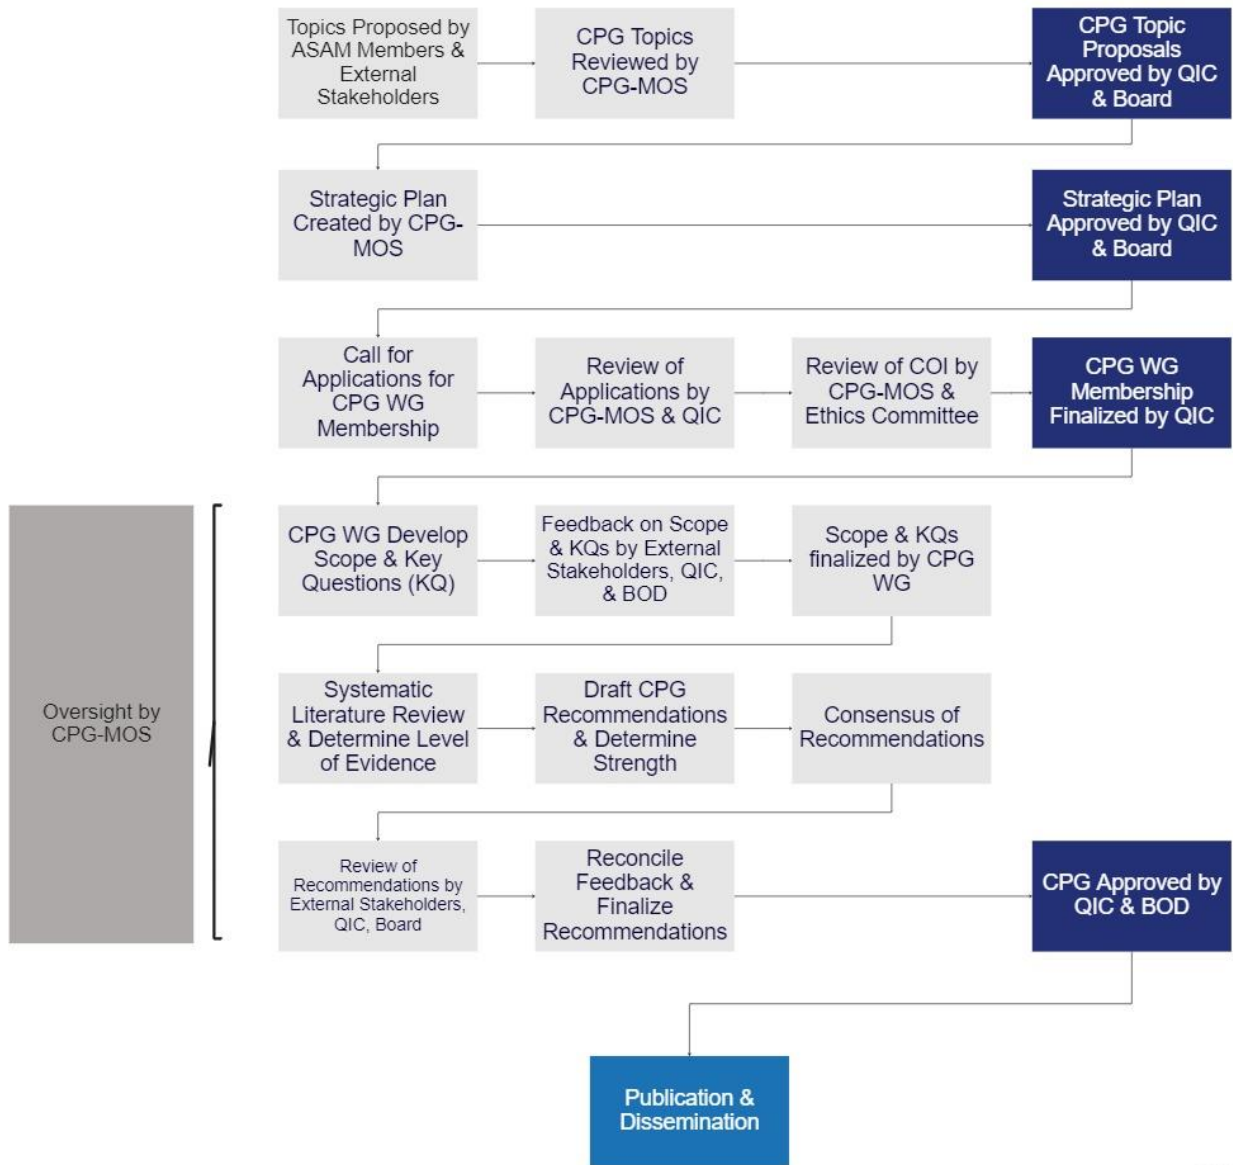 Topics Proposed by
ASAM Members &
External
Stakeholders
CPG Topics
Reviewed by
CPG-MOS
CPG Topic
Proposals
Approved by QIC
& Board
Strategic Plan
Created by CPG-
MOS
Strategic Plan
Approved by QIC
& Board
Call for
Applications for
CPG WG
Membership
Review of
Applications by
CPG-MOS & QIC
Review of COI by
CPG-MOS &
Ethics Committee
CPG WG
Membership
Finalized by QIC
Oversight by
CPG-MOS
CPG WG Develop
Scope & Key
Questions (KQ)
Feedback on Scope
& KQs by External
Stakeholders, QIC,
& BOD
Scope & KQs
finalized by CPG
WG
Systematic
Literature Review
& Determine Level
of Evidence
Draft CPG
Recommendations
& Determine
Strength
Consensus of
Recommendations
Review of
Recommendations by
External Stakeholders,
QIC, Board
Reconcile
Feedback &
Finalize
Recommendations
CPG Approved by
QIC & BOD
Publication &
Dissemination